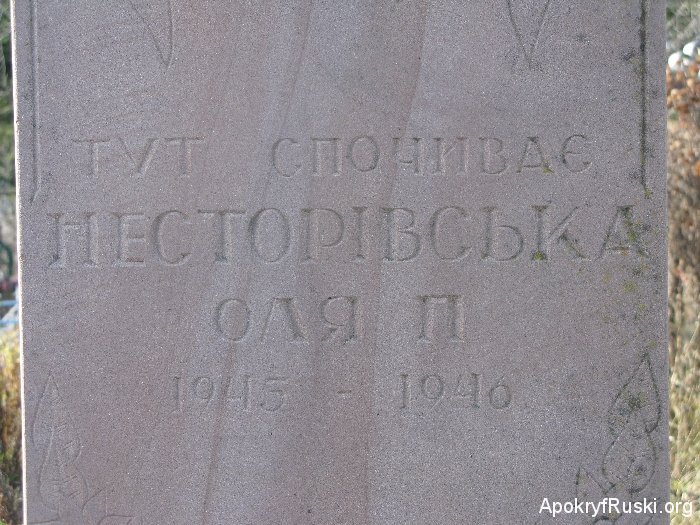 ТУТ СПОЧИВАЄ
НЕСТОРІВСЬКА
ОЛЯ П
1945 - 1946
ApokryfRuski.org